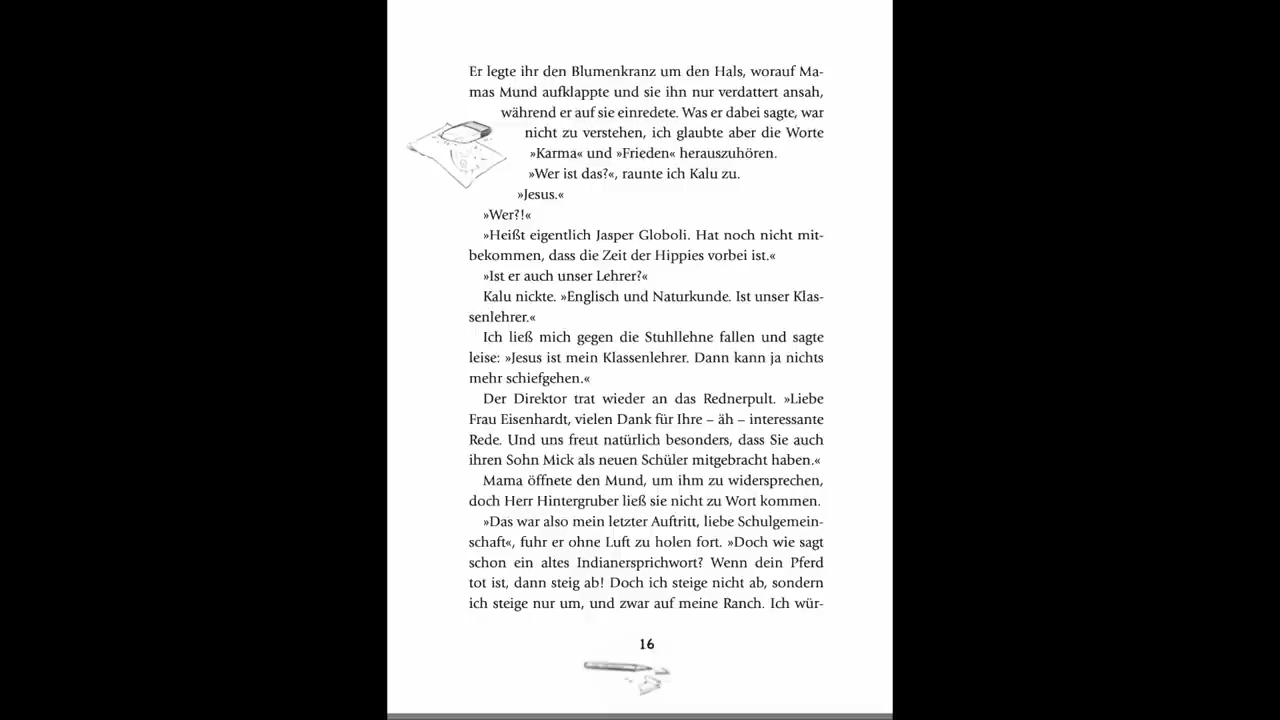 Er legte ihr den Blumenkranz um den Hals, worauf Ma-
mas Mund aufklappte und sie ihn nur verdattert ansah,
während er auf sie einredete. Was er dabei sagte, war
nicht zu verstehen, ich glaubte aber die Worte
»Karma« und »Frieden« herauszuhören.
»Wer ist das?«, raunte ich Kalu zu.
»Jesus.«
»Wer?!«
»Heißt eigentlich Jasper Globoli. Hat noch nicht mit-
bekommen, dass die Zeit der Hippies vorbei ist.«
»Ist er auch unser Lehrer?«
Kalu nickte. »Englisch und Naturkunde. Ist unser Klas-
senlehrer.«
Ich ließ mich gegen die Stuhllehne fallen und sagte
leise: »Jesus ist mein Klassenlehrer. Dann kann ja nichts
mehr schiefgehen.«
Der Direktor trat wieder an das Rednerpult. »Liebe
Frau Eisenhardt, vielen Dank für Ihre – äh – interessante
Rede. Und uns freut natürlich besonders, dass Sie auch
ihren Sohn Mick als neuen Schüler mitgebracht haben.«
Mama öffnete den Mund, um ihm zu widersprechen,
doch Herr Hintergruber ließ sie nicht zu Wort kommen.
»Das war also mein letzter Auftritt, liebe Schulgemein-
schaft«, fuhr er ohne Luft zu holen fort. »Doch wie sagt
schon ein altes Indianersprichwort? Wenn dein Pferd
tot ist, dann steig ab! Doch ich steige nicht ab, sondern
ich steige nur um, und zwar auf meine Ranch. Ich wür-
16